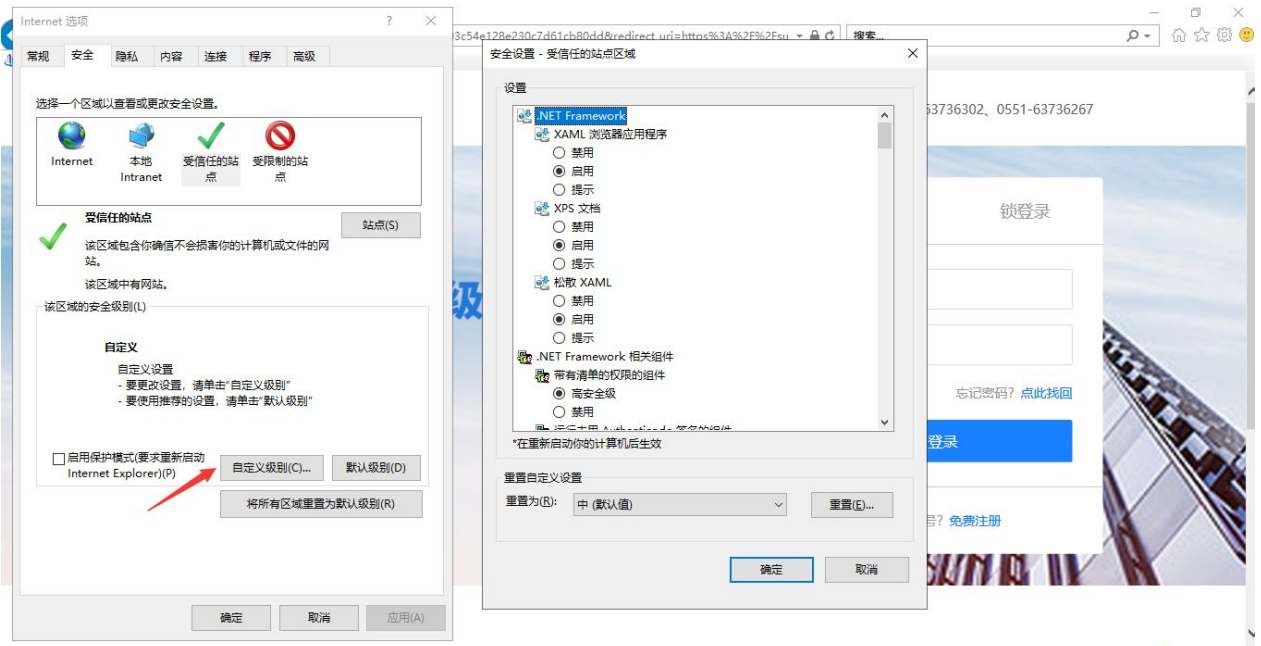 Internet 选项
?
常规 安全 隐私 内容 连接 程序 高级
选择一个区域以查看或更改安全设置。
Internet
本地
Intranet
受信任的站
点
受限制的站
点
受信任的站点
站点(S)
该区域包含你确信不会损害你的计算机或文件的网
站。
该区域中有网站。
该区域的安全级别(L)
自定义
自定义设置
- 要更改设置，请单击“自定义级别”
- 要使用推荐的设置，请单击“默认级别”
启用保护模式(要求重新启动
Internet Explorer)(P)
自定义级别(C)...
默认级别(D)
将所有区域重置为默认级别(R)
确定 取消 应用(A)
3c54e128e230c7d61cb80dd&redirect_uri=https%3A%2F%2Fsu
搜索...
安全设置 - 受信任的站点区域
设置
.NET Framework
XAML 浏览器应用程序
禁用
启用
提示
XPS 文档
禁用
启用
提示
松散 XAML
禁用
启用
提示
.NET Framework 相关组件
带有清单的权限的组件
高安全级
禁用
*在重新启动你的计算机后生效
重置自定义设置
重置为(R): 中 (默认值) 重置(E)...
确定 取消
63736302、0551-63736267
级
锁登录
忘记密码? 点此找回
登录
号? 免费注册